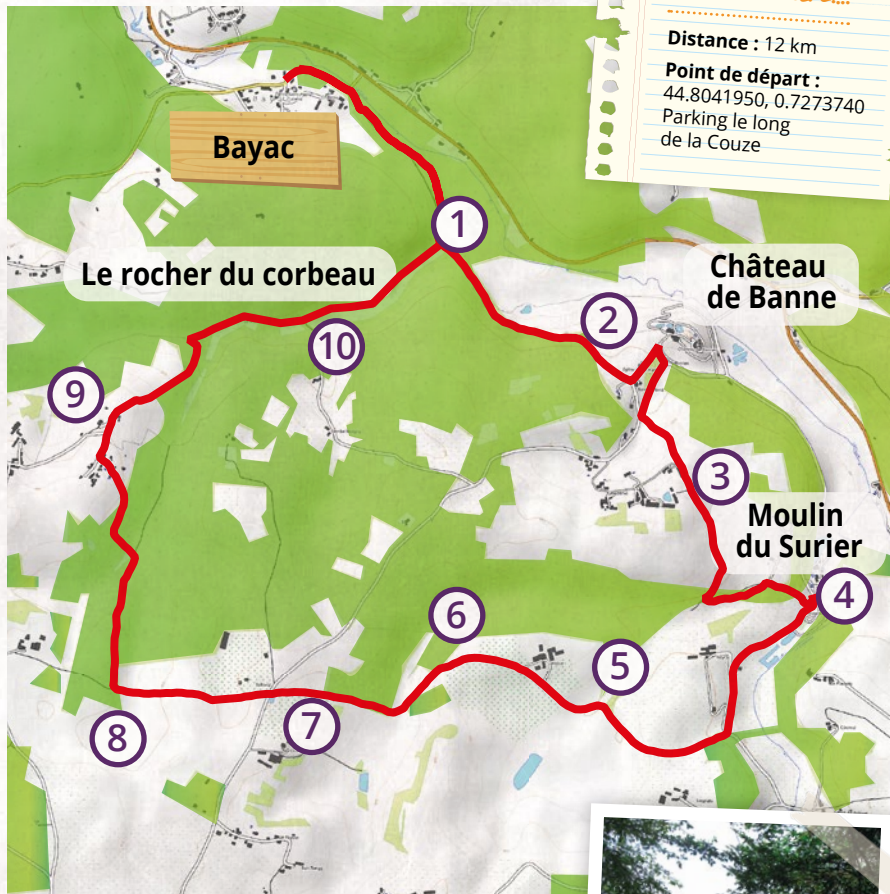 Distance : 12 km
Point de départ :
44.8041950, 0.7273740
Parking le long
de la Couze
Bayac
1
Le rocher du corbeau
Château
de Banne
2
10
9
3
Moulin
du Surier
4
6
5
8
7